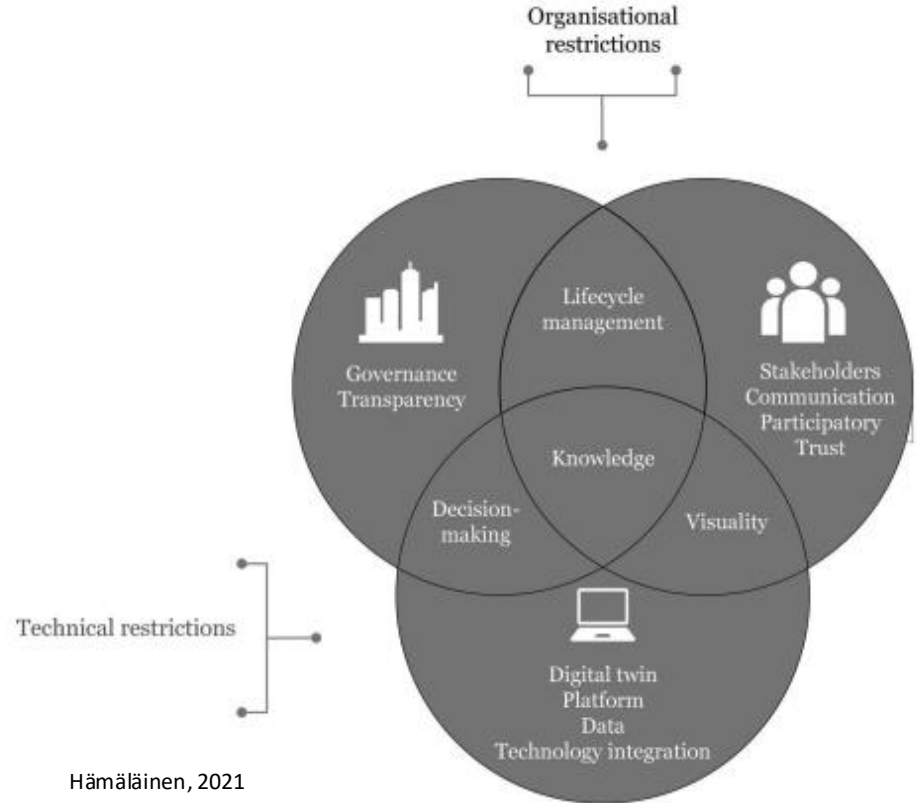 Organisational
restrictions
Lifecycle
management
Governance
Transparency
Stakeholders
Communication
Participatory
Trust
Knowledge
Decision-
making
Visuality
Technical restrictions
Digital twin
Platform
Data
Technology integration
Hämäläinen, 2021